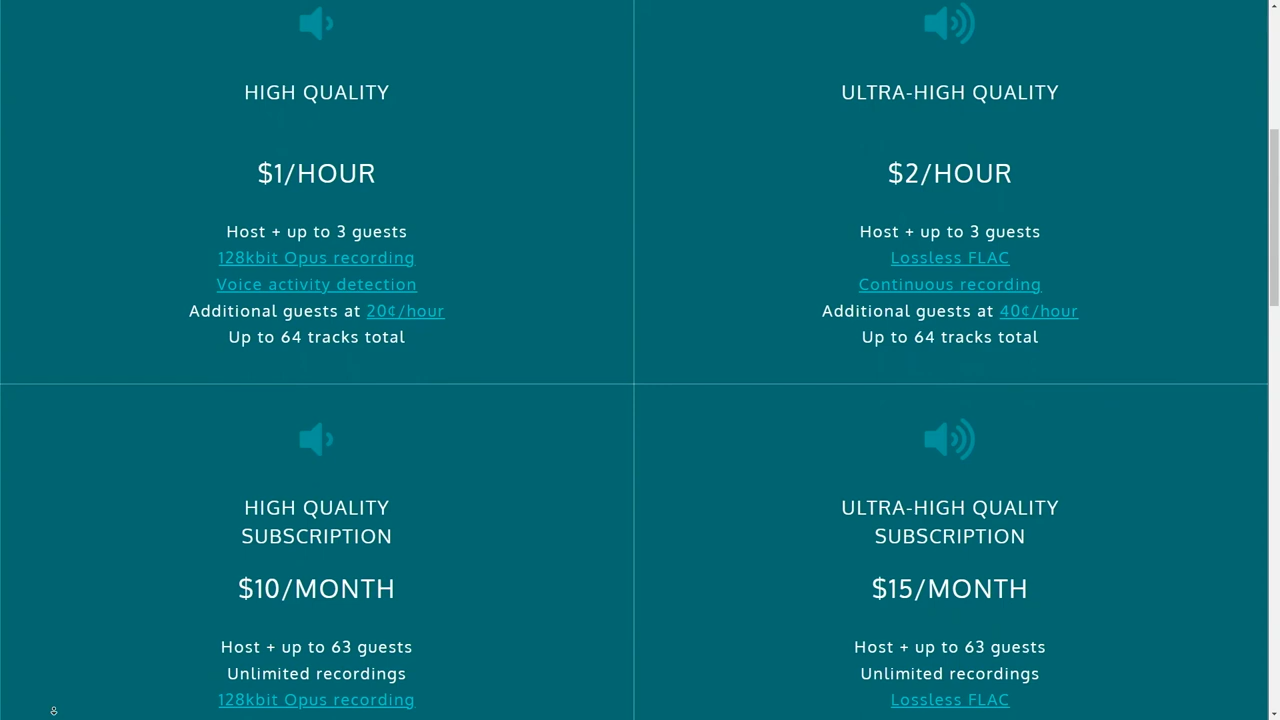 HIGH QUALITY
$1/HOUR
Host + up to 3 guests
128kbit Opus recording
Voice activity detection
Additional guests at 20¢/hour
Up to 64 tracks total
ULTRA-HIGH QUALITY
$2/HOUR
Host + up to 3 guests
Lossless FLAC
Continuous recording
Additional guests at 40¢/hour
Up to 64 tracks total
HIGH QUALITY
SUBSCRIPTION
$10/MONTH
Host + up to 63 guests
Unlimited recordings
128kbit Opus recording
ULTRA-HIGH QUALITY
SUBSCRIPTION
$15/MONTH
Host + up to 63 guests
Unlimited recordings
Lossless FLAC